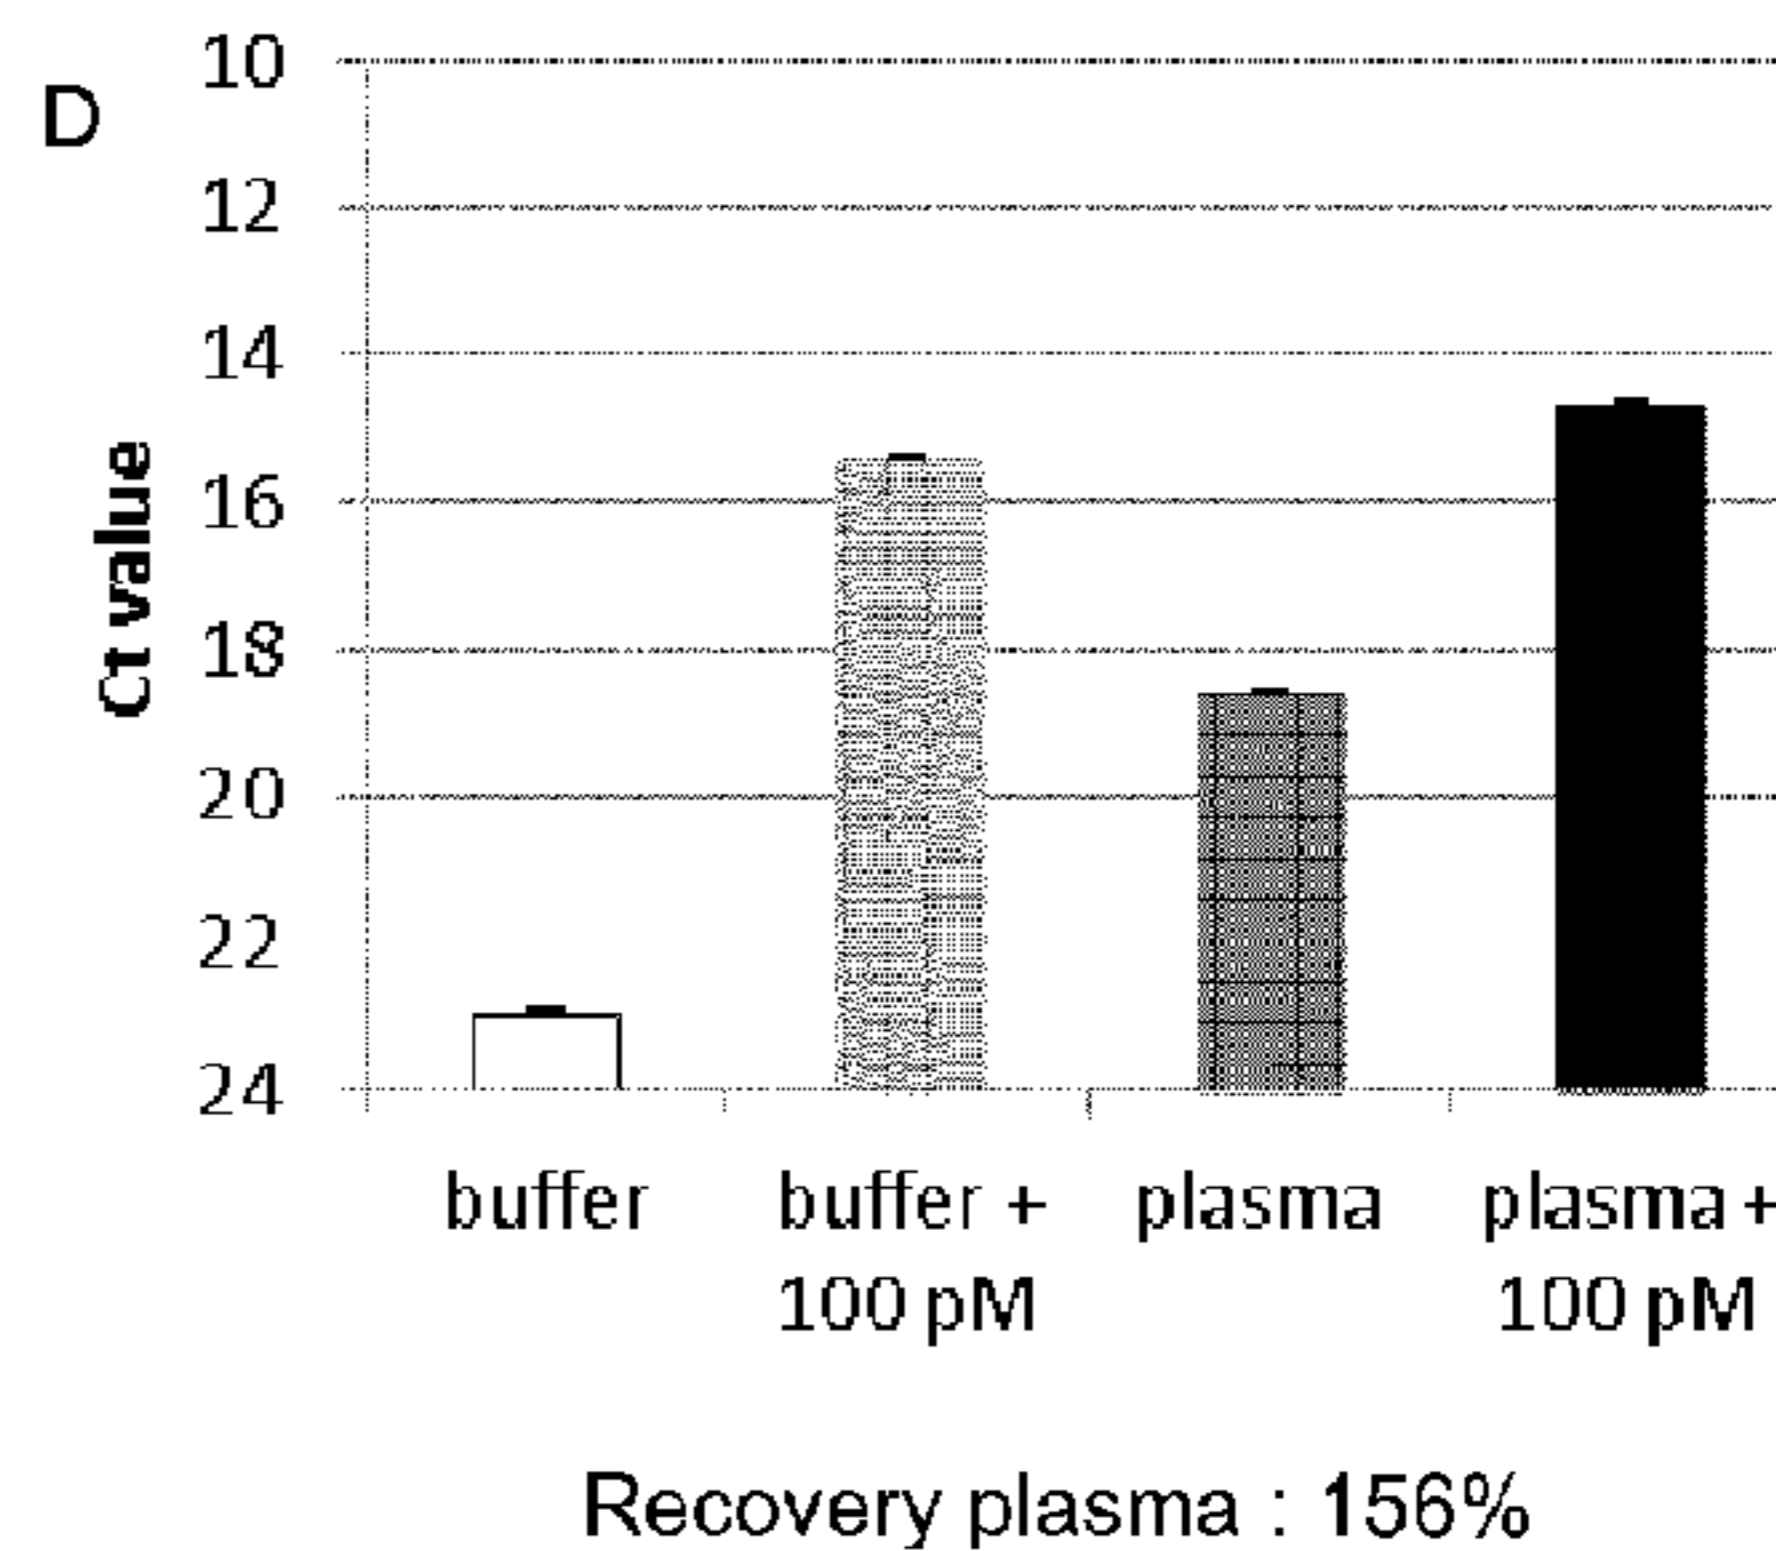 D
10
12
14
16
18
20
22
24
Ct value
buffer
buffer +
100 pM
plasma
plasma +
100 pM
Recovery plasma : 156%